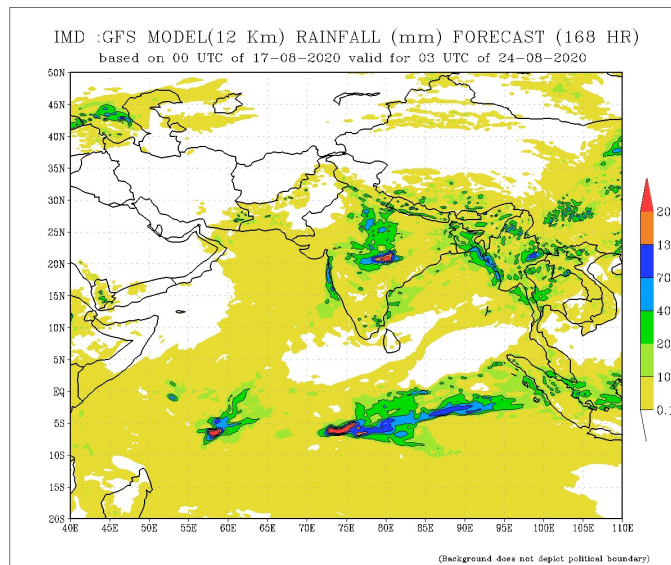 IMD :GFS MODEL(12 Km) RAINFALL (mm) FORECAST (168 HR)
based on 00 UTC of 17-08-2020 valid for 03 UTC of 24-08-2020
50N
45N
40N
35N
30N
25N
20N
15N
10N
5N
EQ
5S
10S
15S
20S
40E 45E 50E 55E 60E 65E 70E 75E 80E 85E 90E 95E 100E 105E 110E
20
13
70
40
20
10
0.1
(Background does not depict political boundary)